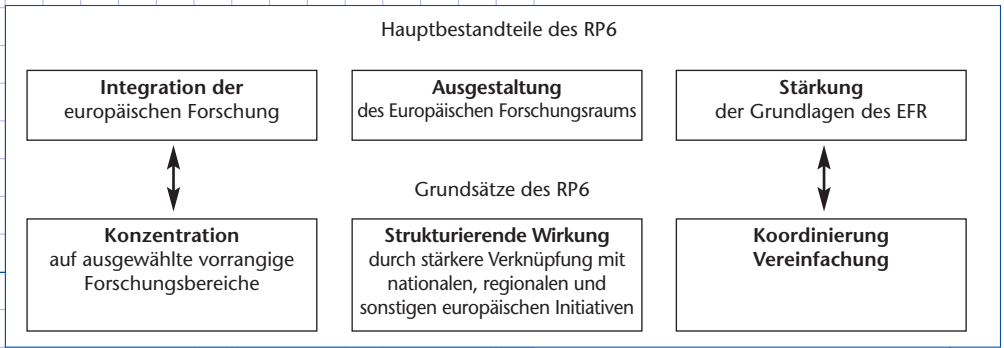 Hauptbestandteile des RP6
Integration der
europäischen Forschung
Ausgestaltung
des Europäischen Forschungsraums
Stärkung
der Grundlagen des EFR
Grundsätze des RP6
Konzentration
auf ausgewählte vorrangige
Forschungsbereiche
Strukturierende Wirkung
durch stärkere Verknüpfung mit
nationalen, regionalen und
sonstigen europäischen Initiativen
Koordinierung
Vereinfachung